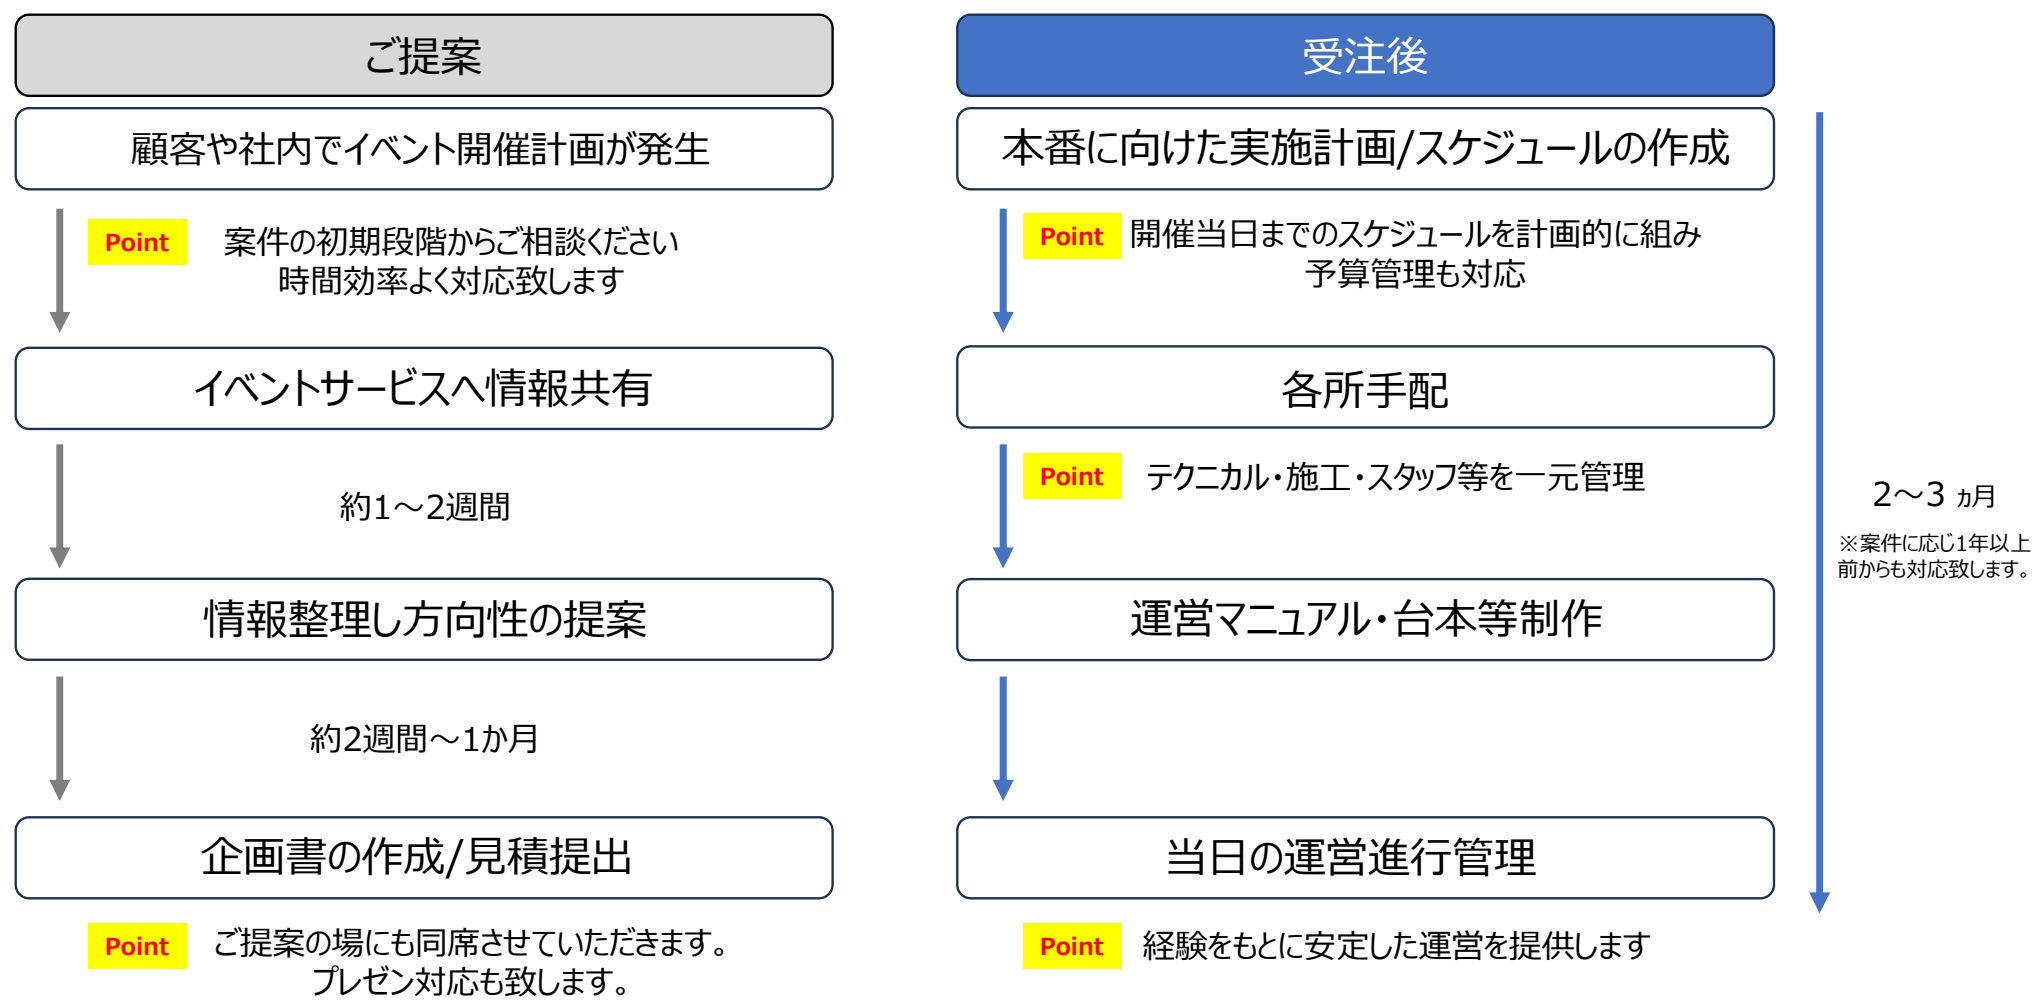 ご提案
顧客や社内でイベント開催計画が発生
Point
案件の初期段階からご相談ください
時間効率よく対応致します
イベントサービスへ情報共有
約1～2週間
情報整理し方向性の提案
約2週間～1か月
企画書の作成/見積提出
Point
ご提案の場にも同席させていただきます。
プレゼン対応も致します。
受注後
本番に向けた実施計画/スケジュールの作成
Point
開催当日までのスケジュールを計画的に組み
予算管理も対応
各所手配
Point
テクニカル・施工・スタッフ等を一元管理
運営マニュアル・台本等制作
当日の運営進行管理
Point
経験をもとに安定した運営を提供します
2～3 ヵ月
※案件に応じ1年以上
前からも対応致します。